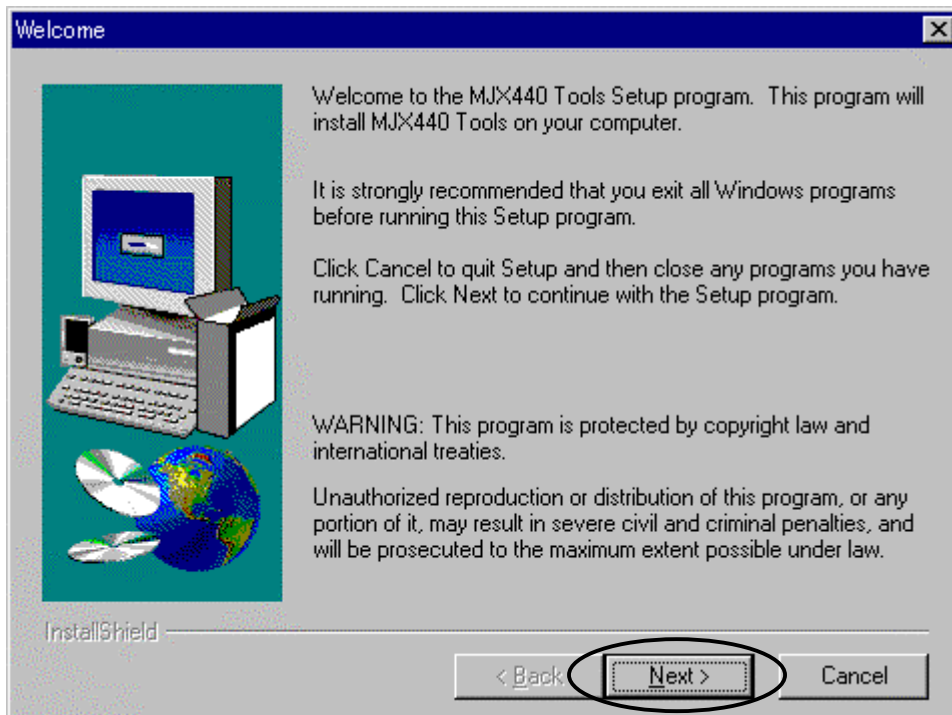 Welcome
Welcome to the MJX440 Tools Setup program. This program will
install MJX440 Tools on your computer.
It is strongly recommended that you exit all Windows programs
before running this Setup program.
Click Cancel to quit Setup and then close any programs you have
running. Click Next to continue with the Setup program.
WARNING: This program is protected by copyright law and
international treaties.
Unauthorized reproduction or distribution of this program, or any
portion of it, may result in severe civil and criminal penalties, and
will be prosecuted to the maximum extent possible under law.
InstallShield
< Back Next > Cancel